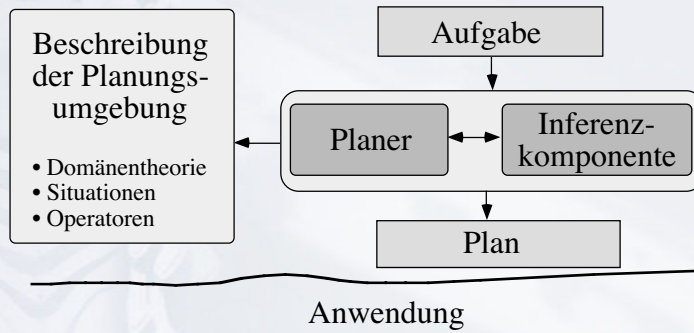 Beschreibung
der Planungs-
umgebung
• Domänentheorie
• Situationen
• Operatoren
Aufgabe
Planer
Inferenz-
komponente
Plan
Anwendung